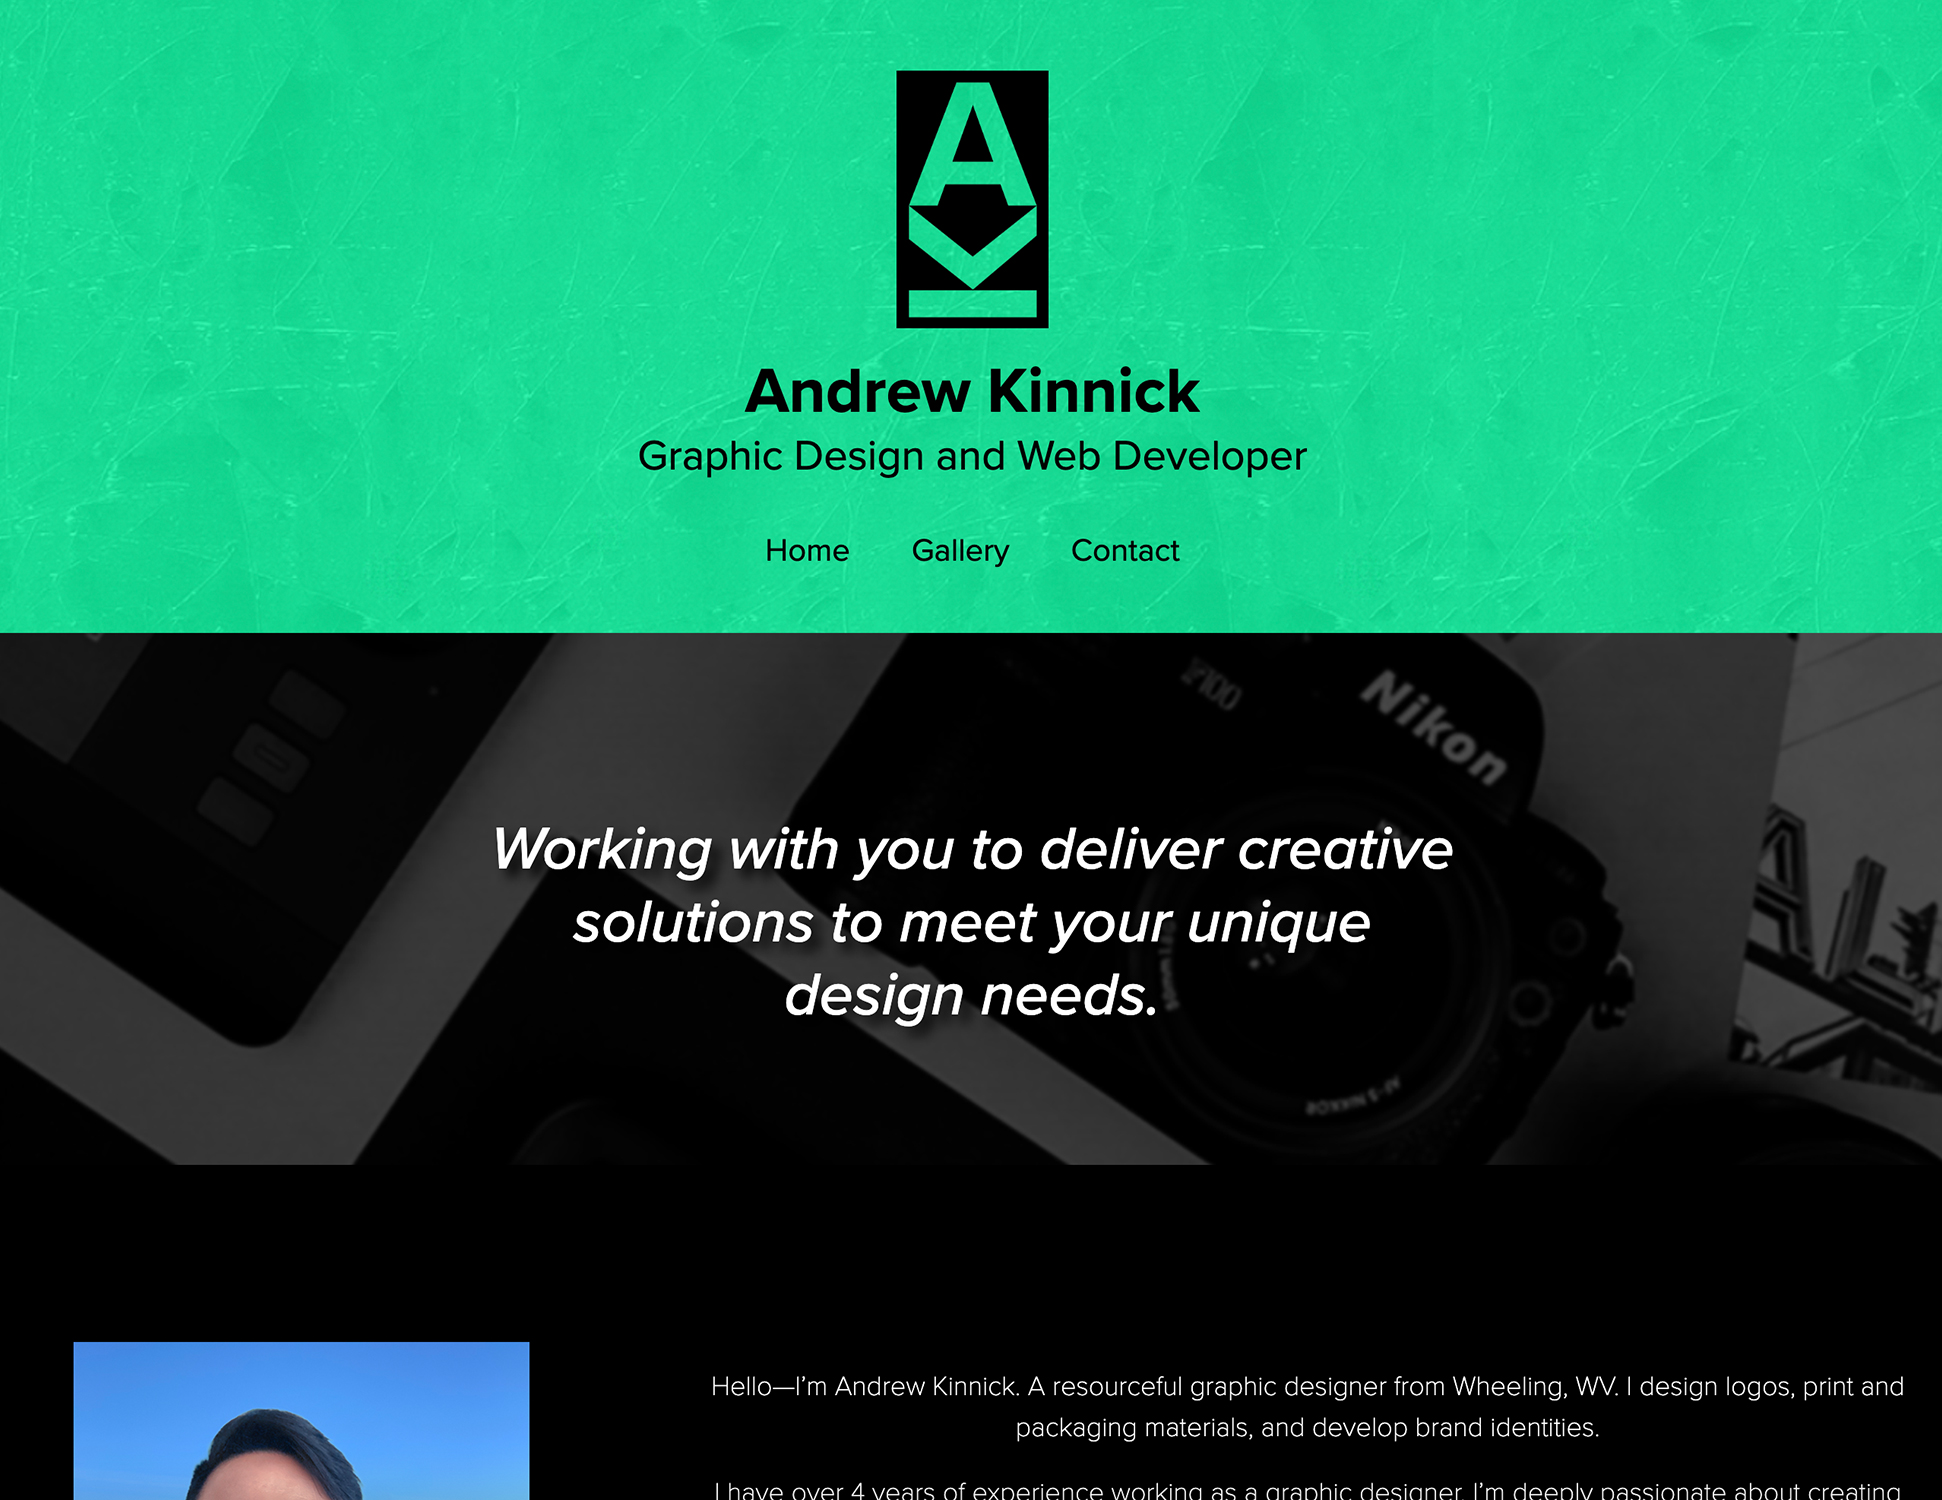 A
Andrew Kinnick
Graphic Design and Web Developer
Home Gallery Contact
F100
Nikon
Working with you to deliver creative
solutions to meet your unique
design needs.
AF-S NIKKOR
Hello—I'm Andrew Kinnick. A resourceful graphic designer from Wheeling, WV. I design logos, print and
packaging materials, and develop brand identities.
I have over 4 years of experience working as a graphic designer. I'm deeply passionate about creating